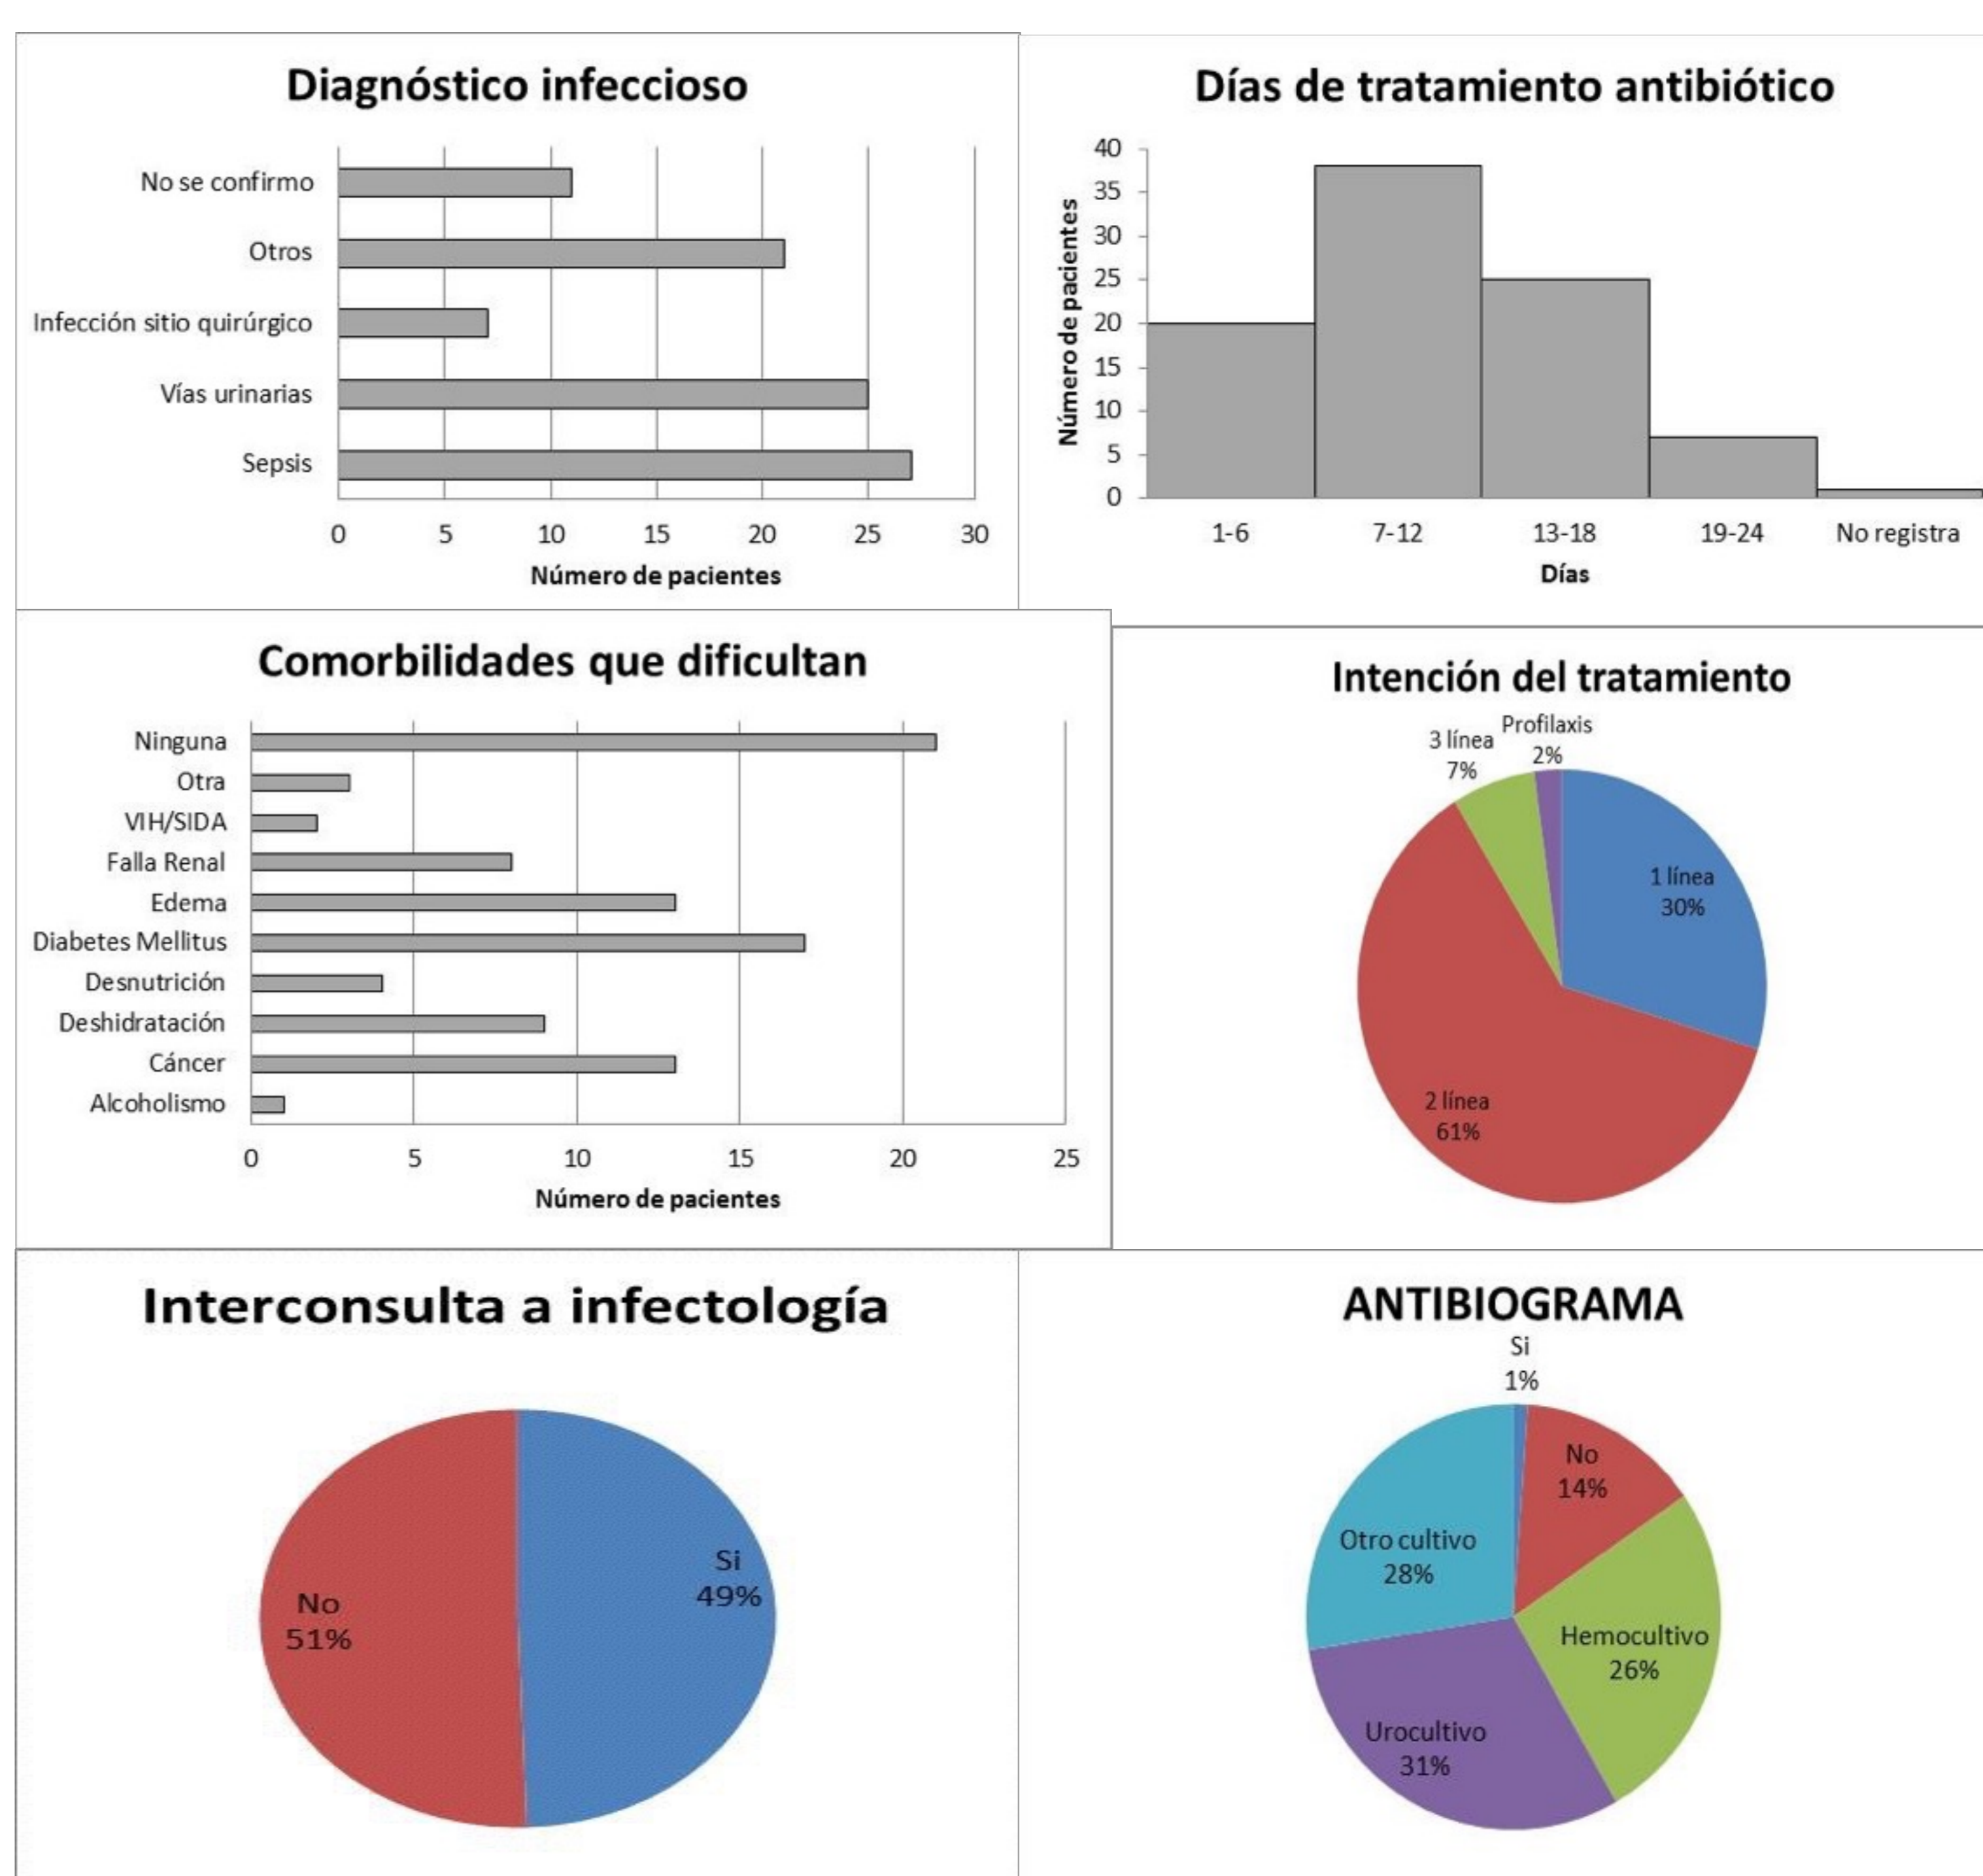 Diagnóstico infeccioso
No se confirmo
Otros
Infección sitio quirúrgico
Vías urinarias
Sepsis
0 5 10 15 20 25 30
Número de pacientes
Días de tratamiento antibiótico
Número de pacientes
40
35
30
25
20
15
10
5
0
1-6 7-12 13-18 19-24 No registra
Días
Comorbilidades que dificultan
Ninguna
Otra
VIH/SIDA
Falla Renal
Edema
Diabetes Mellitus
Desnutrición
Deshidratación
Cáncer
Alcoholismo
0 5 10 15 20 25
Número de pacientes
Intención del tratamiento
Profilaxis
2%
3 línea
7%
1 línea
30%
2 línea
61%
Interconsulta a infectología
Si
49%
No
51%
ANTIBIOGRAMA
Si
1%
No
14%
Otro cultivo
28%
Hemocultivo
26%
Urocultivo
31%